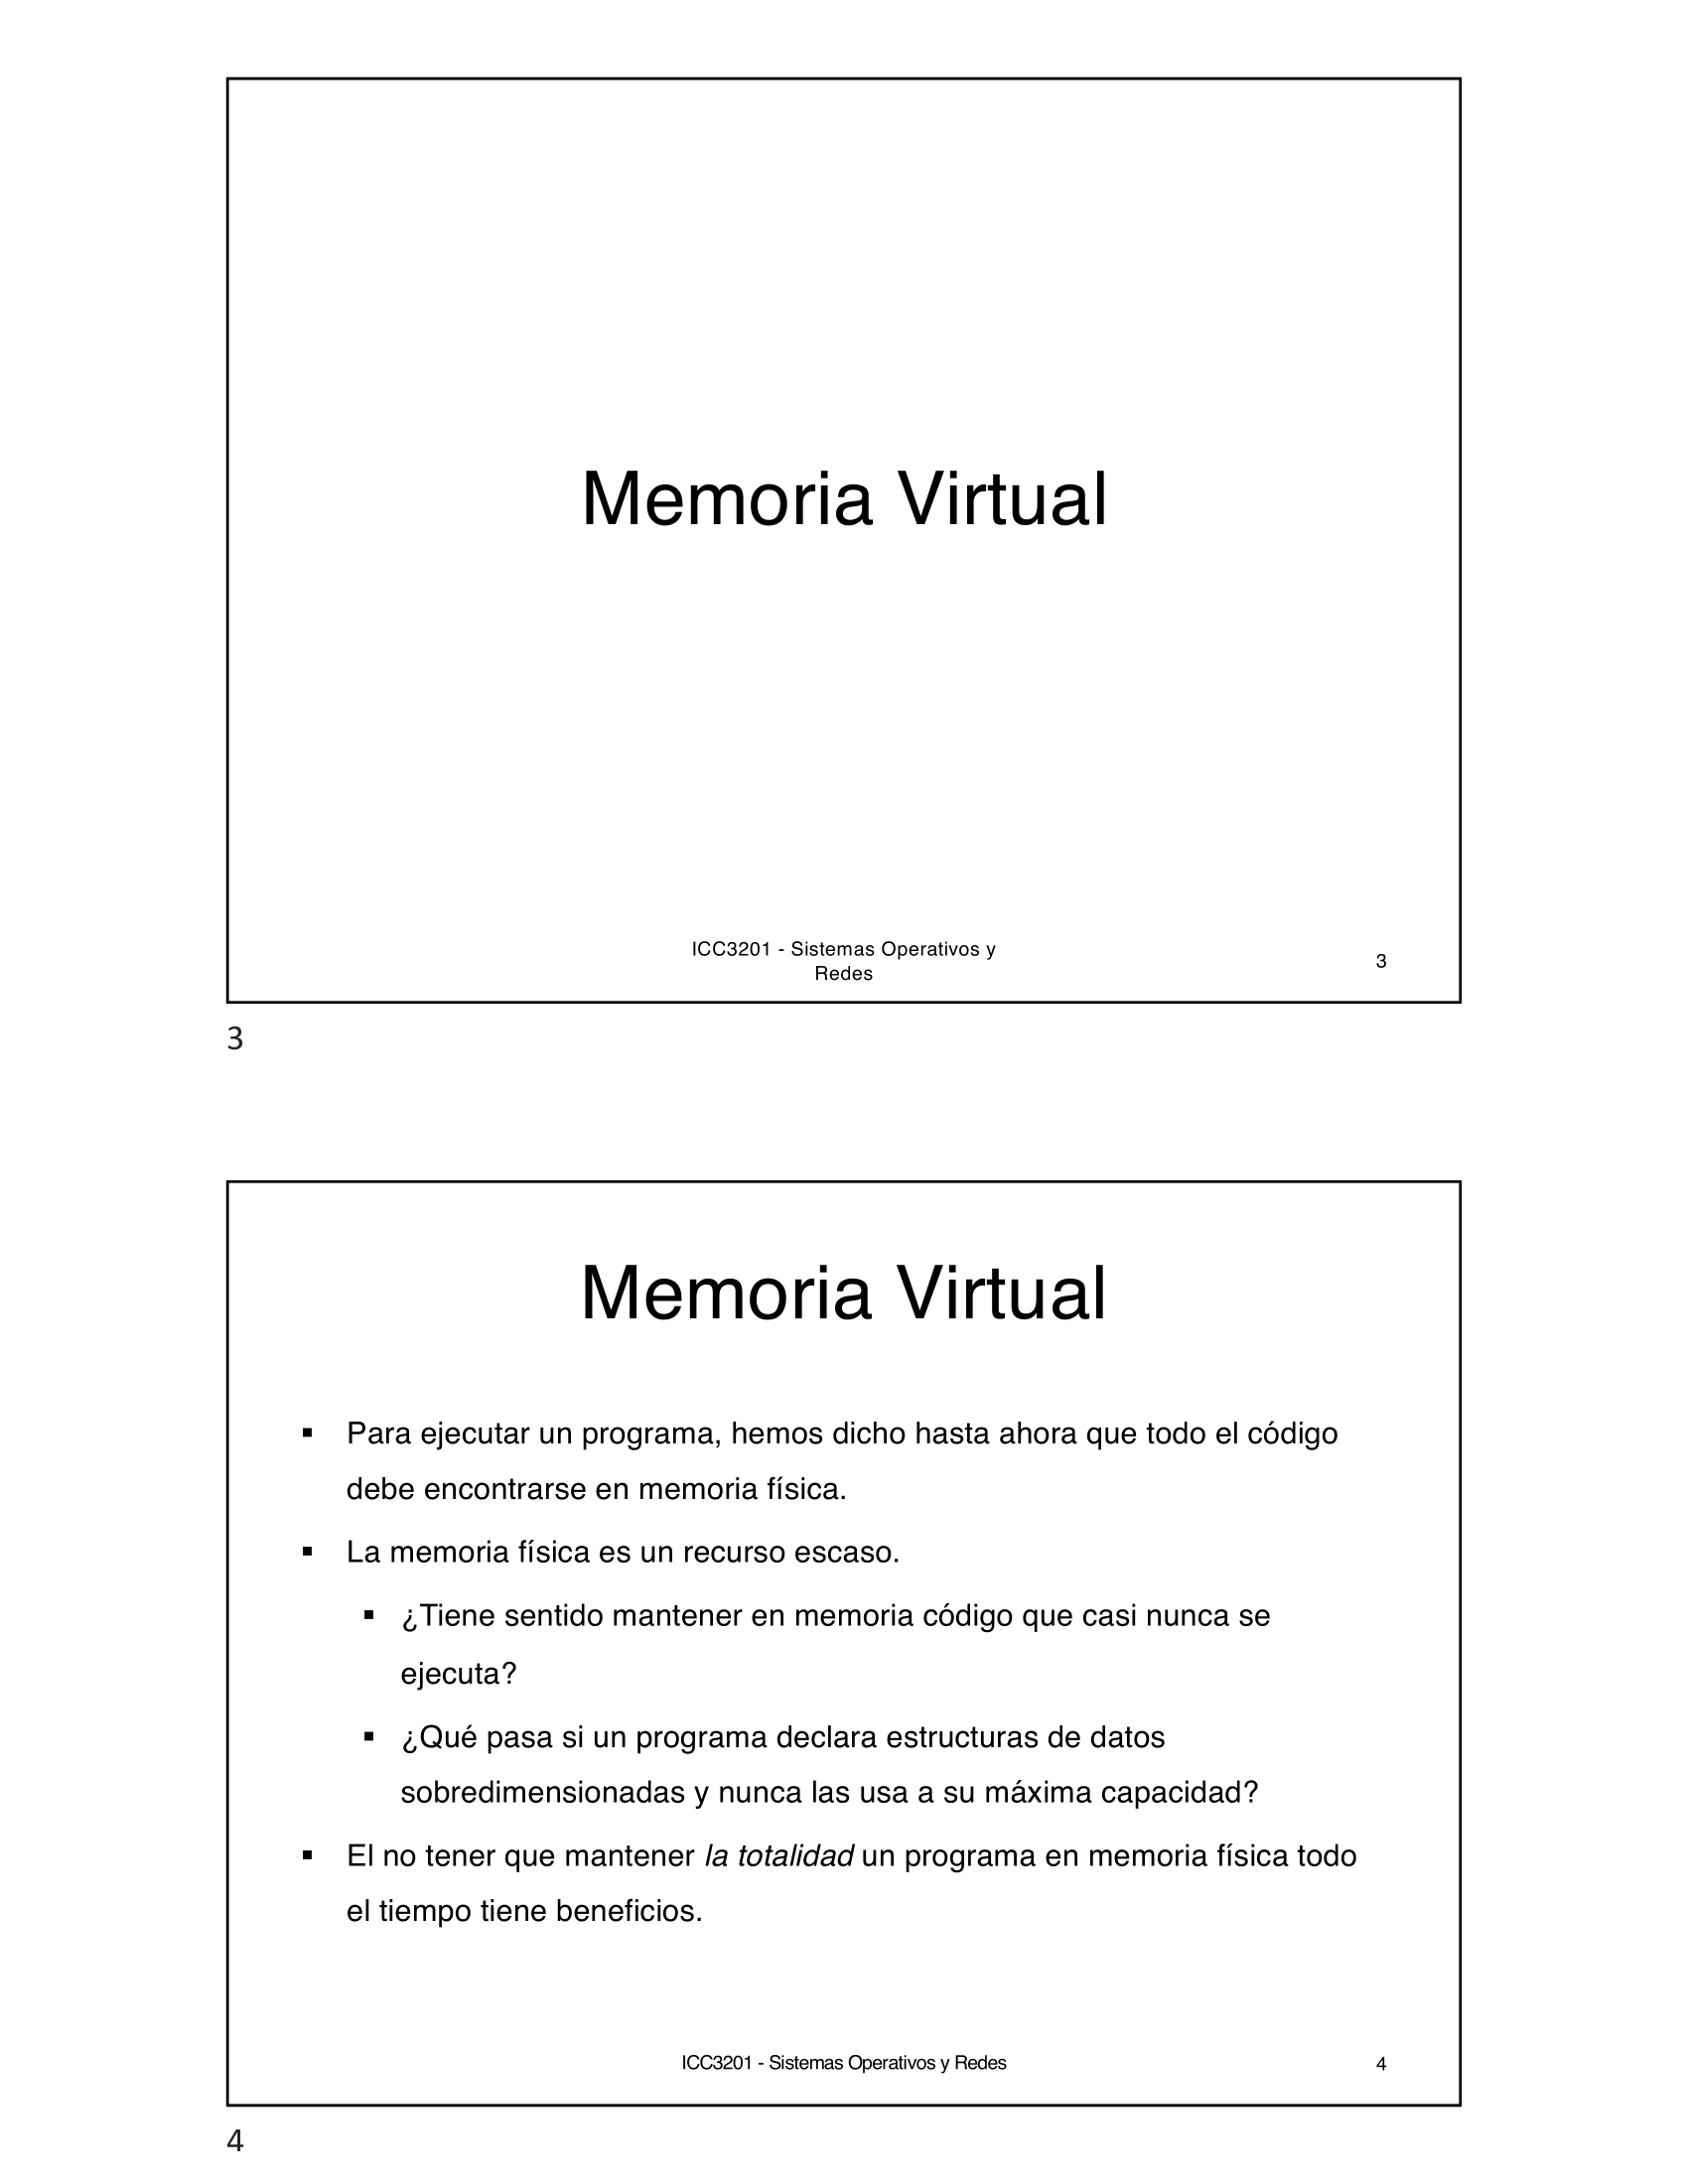 Memoria Virtual
ICC3201 - Sistemas Operativos y
Redes
3
3
Memoria Virtual
▪ Para ejecutar un programa, hemos dicho hasta ahora que todo el código
debe encontrarse en memoria física.
▪ La memoria física es un recurso escaso.
▪ ¿Tiene sentido mantener en memoria código que casi nunca se
ejecuta?
▪ ¿Qué pasa si un programa declara estructuras de datos
sobredimensionadas y nunca las usa a su máxima capacidad?
▪ El no tener que mantener la totalidad un programa en memoria física todo
el tiempo tiene beneficios.
ICC3201 - Sistemas Operativos y Redes
4
4